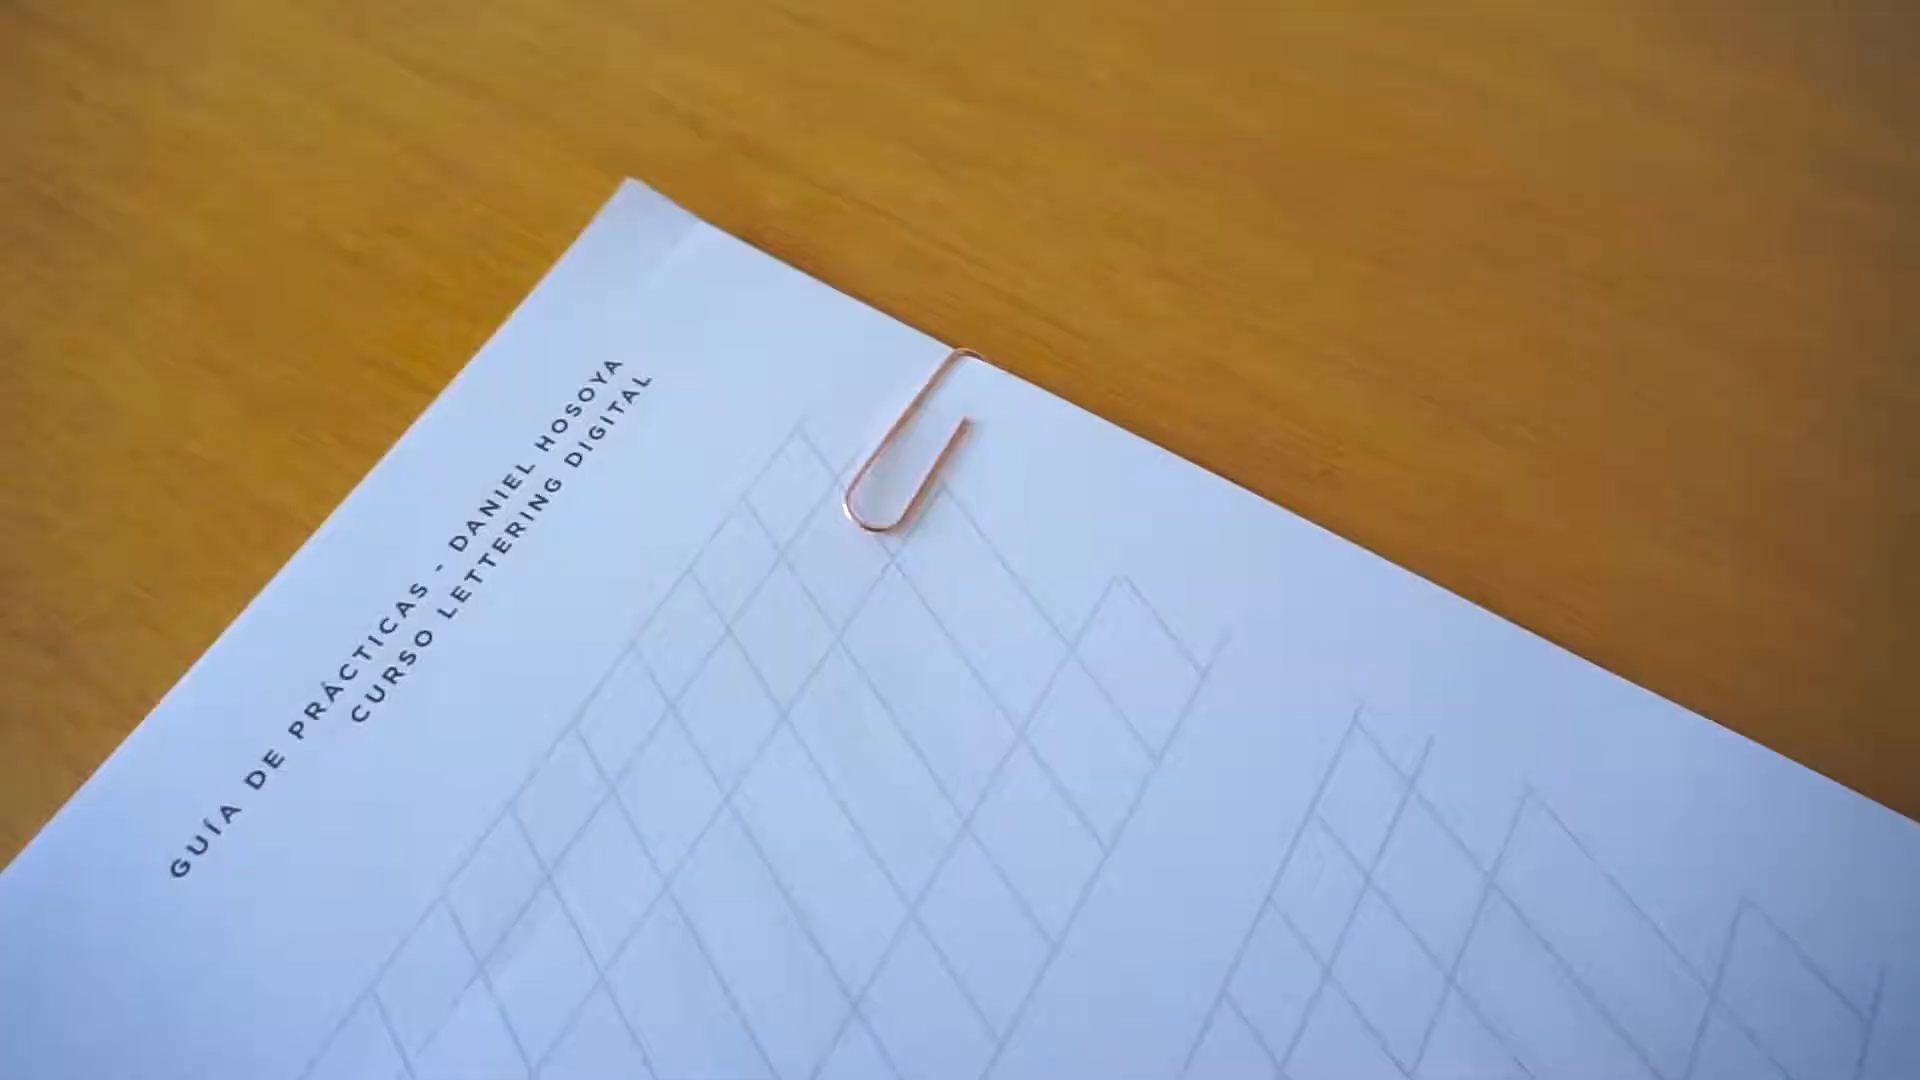 GUÍA DE PRÁCTICAS - DANIEL HOSOYA
CURSO LETTERING DIGITAL